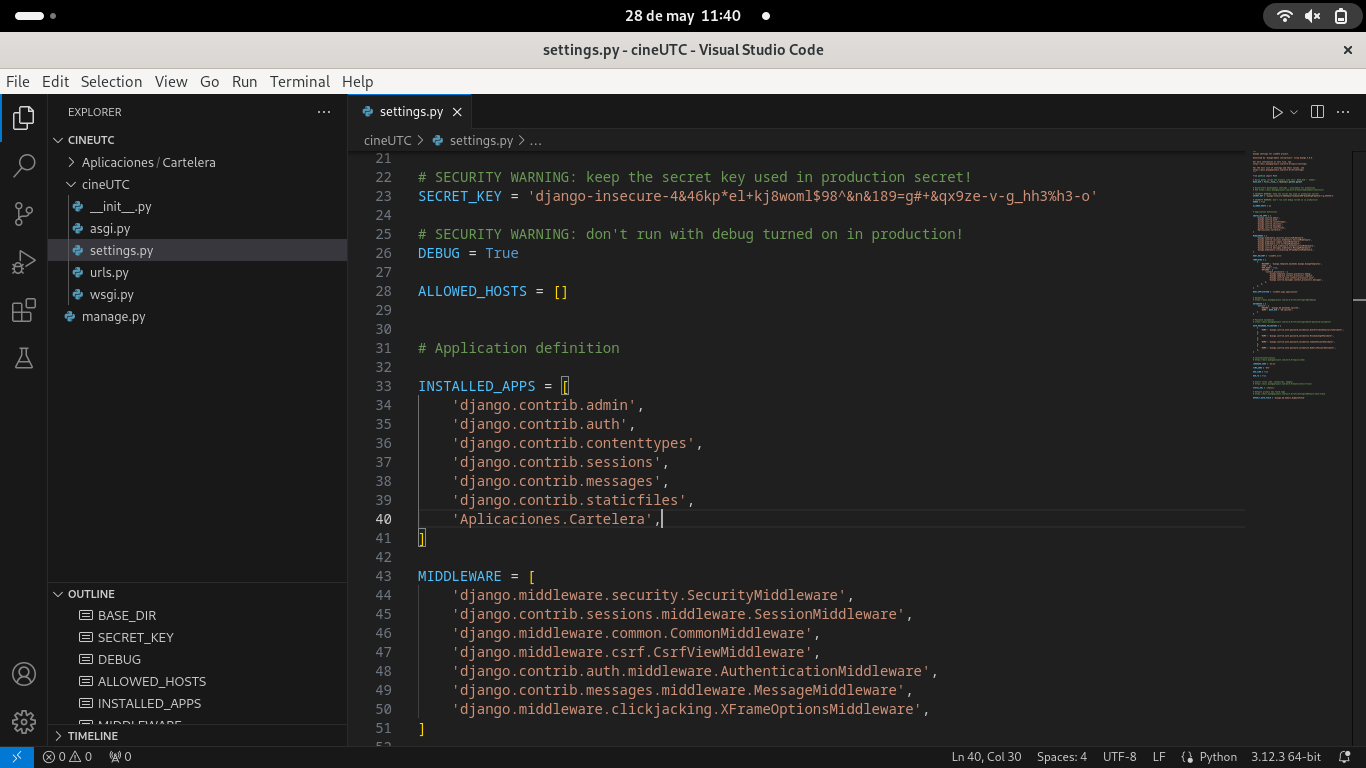 28 de may 11:40
settings.py - cineUTC - Visual Studio Code
File Edit Selection View Go Run Terminal Help
EXPLORER
CINEUTC
Aplicaciones / Cartelera
cineUTC
__init__.py
asgi.py
settings.py
urls.py
wsgi.py
manage.py
OUTLINE
BASE_DIR
SECRET_KEY
DEBUG
ALLOWED_HOSTS
INSTALLED_APPS
MIDDLEWARE
TIMELINE
settings.py
cineUTC > settings.py > ...
21
22 # SECURITY WARNING: keep the secret key used in production secret!
23 SECRET_KEY = 'django-insecure-4&46kp*el+kj8woml$98^&n&189=g#+&qx9ze-v-g_hh3%h3-o'
24
25 # SECURITY WARNING: don't run with debug turned on in production!
26 DEBUG = True
27
28 ALLOWED_HOSTS = []
29
30
31 # Application definition
32
33 INSTALLED_APPS = [
34 'django.contrib.admin',
35 'django.contrib.auth',
36 'django.contrib.contenttypes',
37 'django.contrib.sessions',
38 'django.contrib.messages',
39 'django.contrib.staticfiles',
40 'Aplicaciones.Cartelera',
41 ]
42
43 MIDDLEWARE = [
44 'django.middleware.security.SecurityMiddleware',
45 'django.contrib.sessions.middleware.SessionMiddleware',
46 'django.middleware.common.CommonMiddleware',
47 'django.middleware.csrf.CsrfViewMiddleware',
48 'django.contrib.auth.middleware.AuthenticationMiddleware',
49 'django.contrib.messages.middleware.MessageMiddleware',
50 'django.middleware.clickjacking.XFrameOptionsMiddleware',
51 ]
52
0 0 0 Ln 40, Col 30 Spaces: 4 UTF-8 LF Python 3.12.3 64-bit